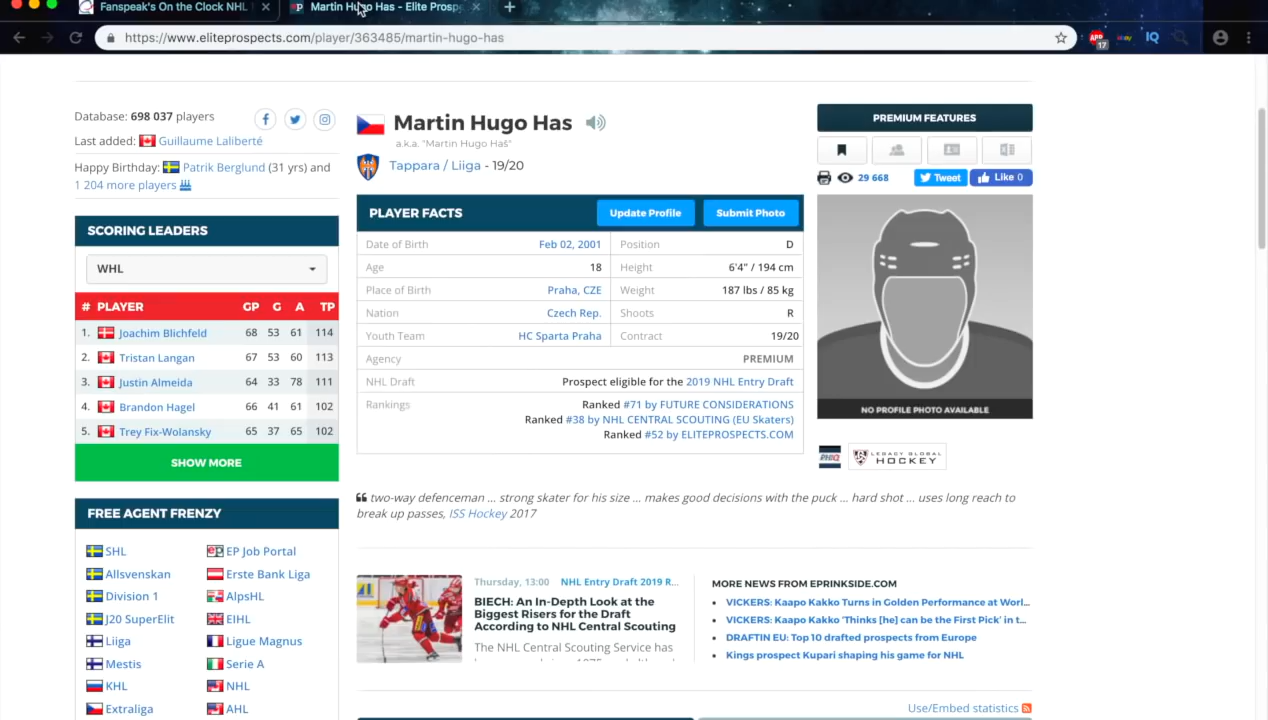 Fanspeak's On the Clock NHL
Martin Hugo Has - Elite Prospe
https://www.eliteprospects.com/player/363485/martin-hugo-has
17
IQ
Database: 698 037 players
Last added: Guillaume Laliberté
Happy Birthday: Patrik Berglund (31 yrs) and
1 204 more players
SCORING LEADERS
WHL
# PLAYER GP G A TP
1. Joachim Blichfeld 68 53 61 114
2. Tristan Langan 67 53 60 113
3. Justin Almeida 64 33 78 111
4. Brandon Hagel 66 41 61 102
5. Trey Fix-Wolansky 65 37 65 102
SHOW MORE
FREE AGENT FRENZY
SHL EP Job Portal
Allsvenskan Erste Bank Liga
Division 1 AlpsHL
J20 SuperElit EIHL
Liiga Ligue Magnus
Mestis Serie A
KHL NHL
Extraliga AHL
Martin Hugo Has
a.k.a. "Martin Hugo Haš"
Tappara / Liiga - 19/20
PLAYER FACTS Update Profile Submit Photo
Date of Birth Feb 02, 2001 Position D
Age 18 Height 6'4" / 194 cm
Place of Birth Praha, CZE Weight 187 lbs / 85 kg
Nation Czech Rep. Shoots R
Youth Team HC Sparta Praha Contract 19/20
Agency PREMIUM
NHL Draft Prospect eligible for the 2019 NHL Entry Draft
Rankings Ranked #71 by FUTURE CONSIDERATIONS
Ranked #38 by NHL CENTRAL SCOUTING (EU Skaters)
Ranked #52 by ELITEPROSPECTS.COM
PREMIUM FEATURES
29 668 Tweet Like 0
NO PROFILE PHOTO AVAILABLE
LEGACY GLOBAL
HOCKEY
two-way defenceman ... strong skater for his size ... makes good decisions with the puck ... hard shot ... uses long reach to
break up passes, ISS Hockey 2017
Thursday, 13:00 NHL Entry Draft 2019 R...
BIECH: An In-Depth Look at the
Biggest Risers for the Draft
According to NHL Central Scouting
The NHL Central Scouting Service has
MORE NEWS FROM EPRINKSIDE.COM
• VICKERS: Kaapo Kakko Turns in Golden Performance at Worl...
• VICKERS: Kaapo Kakko 'Thinks [he] can be the First Pick' in t...
• DRAFTIN EU: Top 10 drafted prospects from Europe
• Kings prospect Kupari shaping his game for NHL
Use/Embed statistics